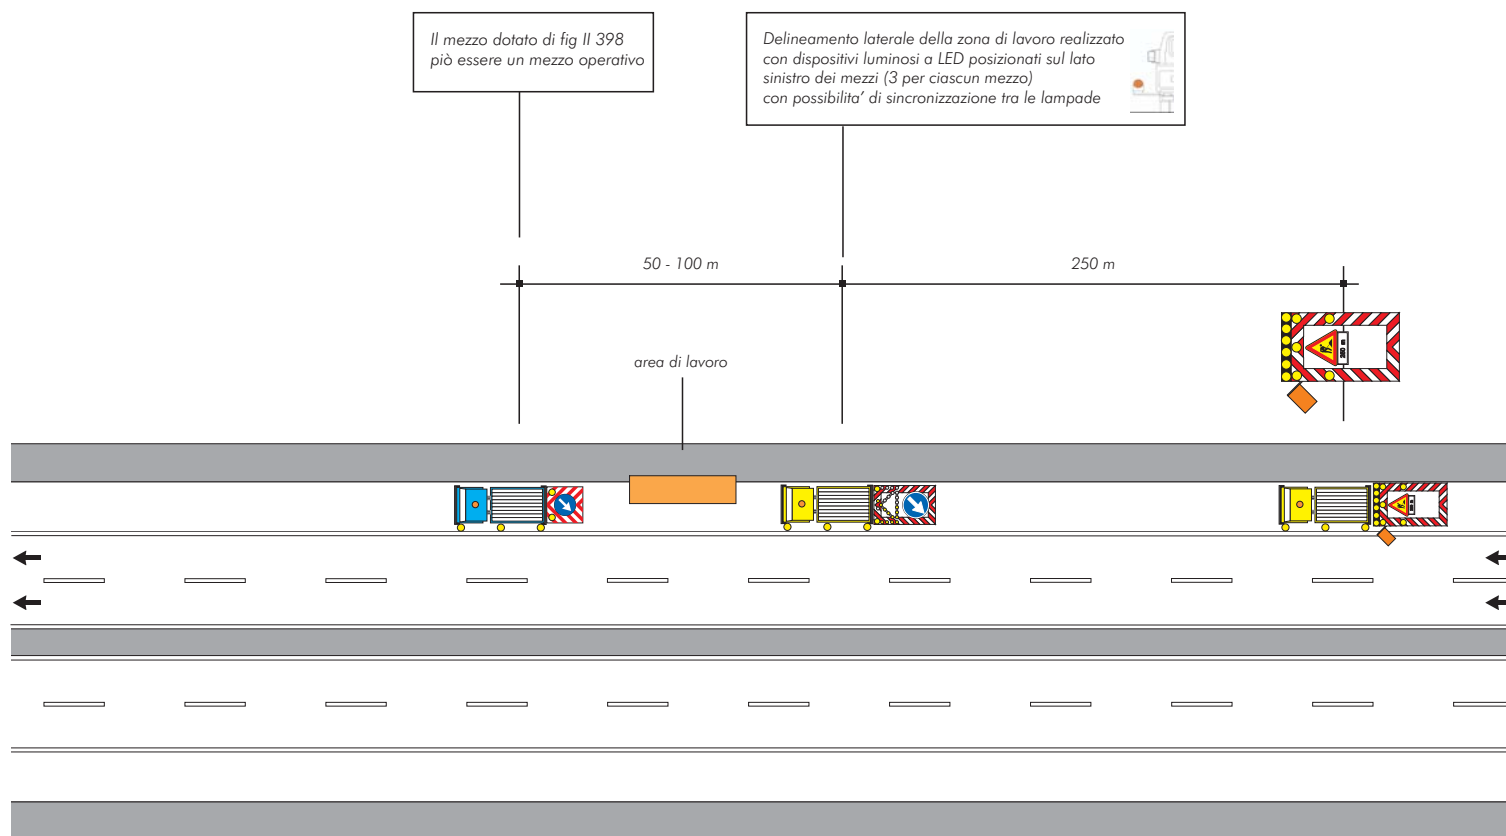 Il mezzo dotato di fig II 398
piò essere un mezzo operativo
Delineamento laterale della zona di lavoro realizzato
con dispositivi luminosi a LED posizionati sul lato
sinistro dei mezzi (3 per ciascun mezzo)
con possibilita' di sincronizzazione tra le lampade
50 - 100 m
250 m
area di lavoro